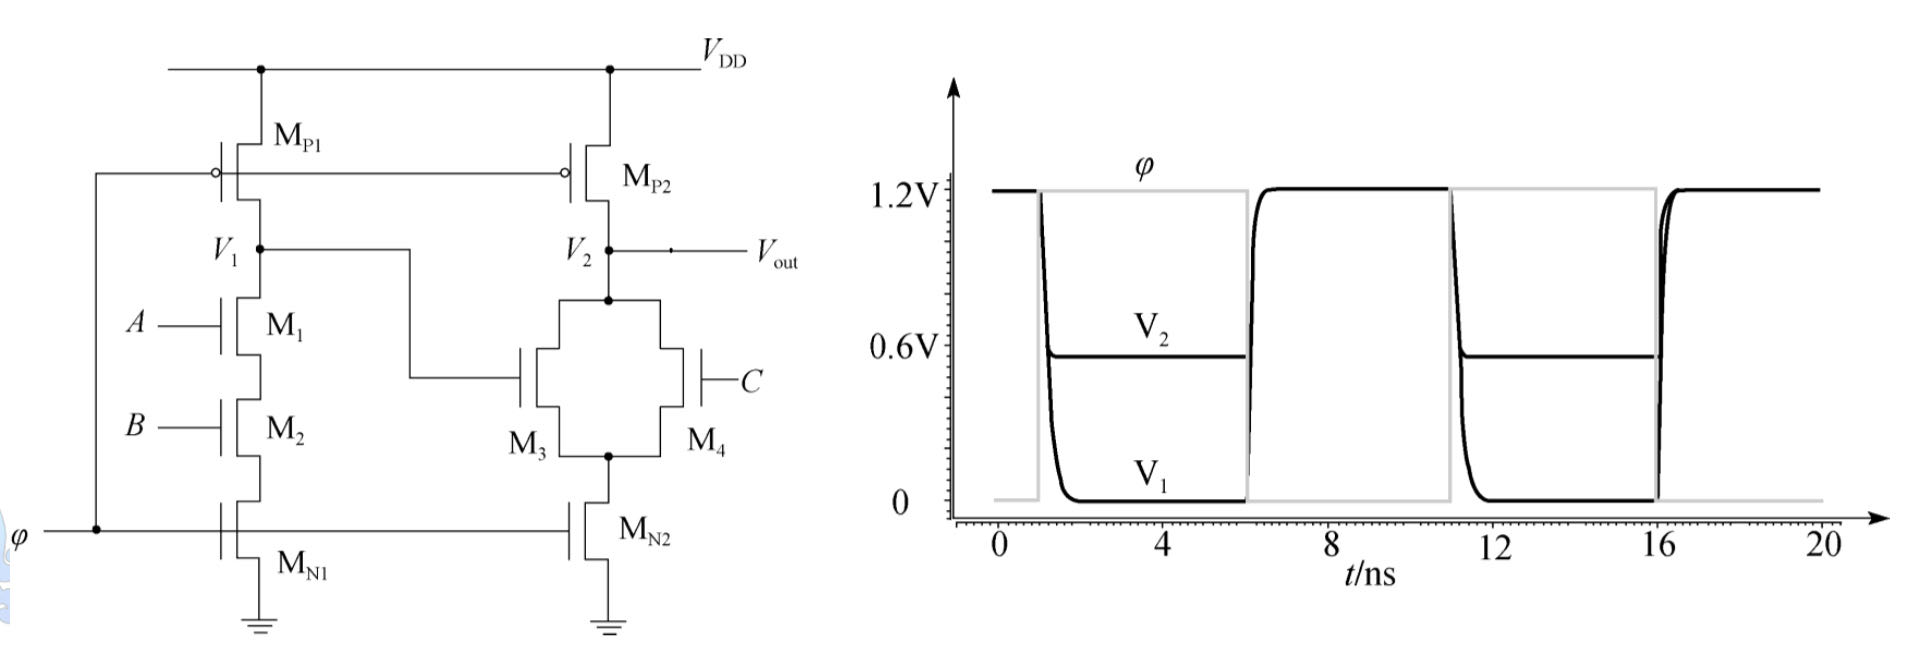 V_DD
M_P1
M_P2
V_1
V_2
V_out
A
M_1
B
M_2
M_3
M_4
C
φ
M_N1
M_N2
φ
1.2V
V_2
0.6V
V_1
0
0 4 8 12 16 20
t/ns